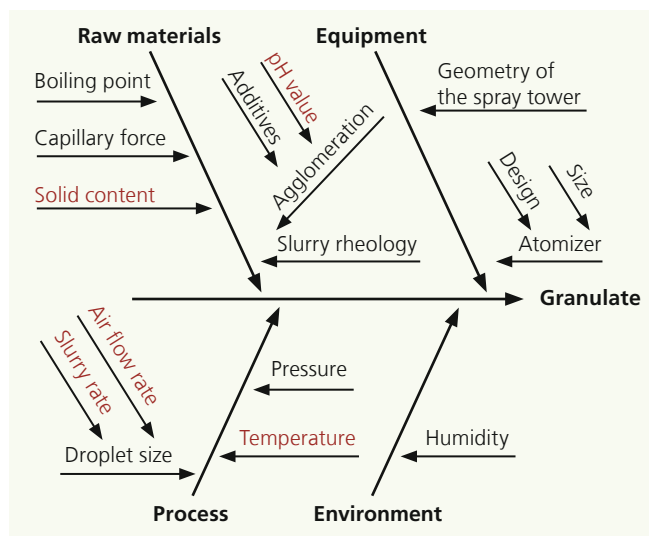 Raw materials
Equipment
Boiling point
Capillary force
Solid content
Additives
pH value
Agglomeration
Slurry rheology
Geometry of
the spray tower
Design
Size
Atomizer
Granulate
Slurry rate
Air flow rate
Droplet size
Pressure
Temperature
Humidity
Process
Environment